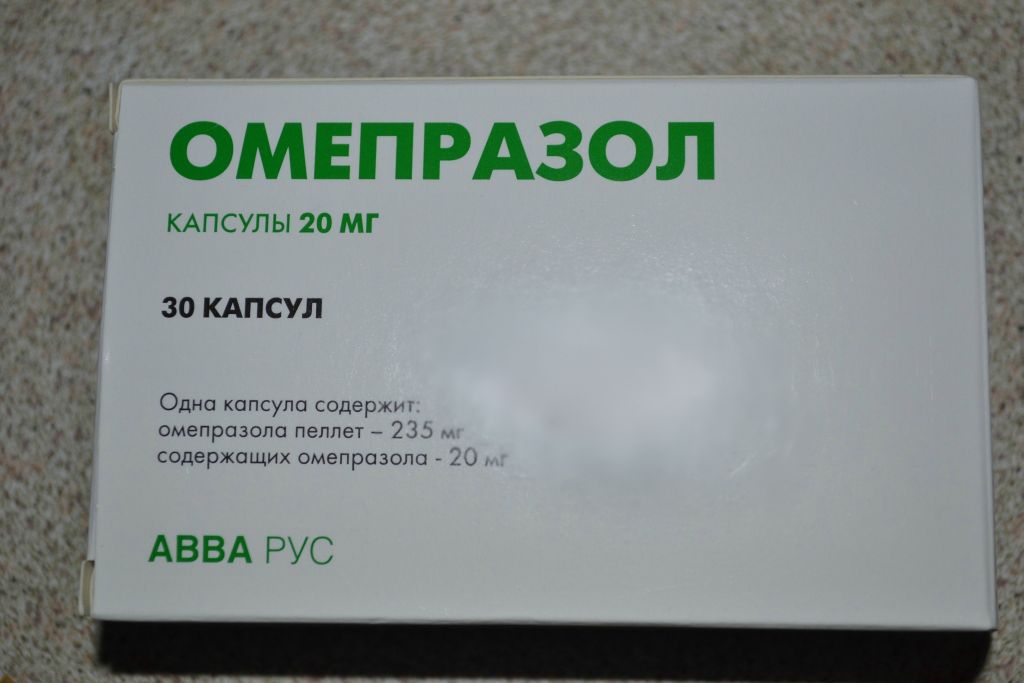 ОМЕПРАЗОЛ
КАПСУЛЫ 20 МГ
30 КАПСУЛ
Одна капсула содержит:
омепразола пеллет – 235 мг
содержащих омепразола - 20 мг
АВВА РУС